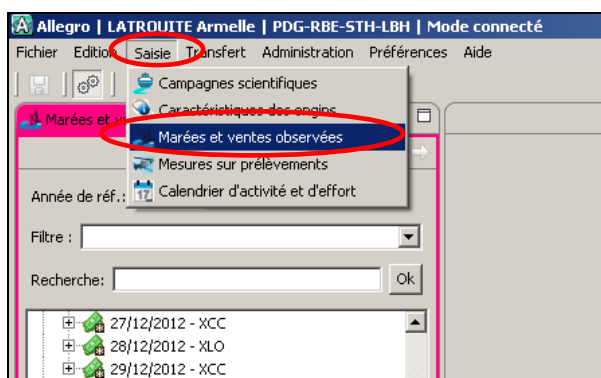 Allegro | LATROUITE Armelle | PDG-RBE-STH-LBH | Mode connecté
Fichier Edition Saisie Transfert Administration Préférences Aide
Campagnes scientifiques
Caractéristiques des engins
Marées et v
Marées et ventes observées
Mesures sur prélèvements
Année de réf.:
17 Calendrier d'activité et d'effort
Filtre :
Recherche: Ok
27/12/2012 - XCC
28/12/2012 - XLO
29/12/2012 - XCC